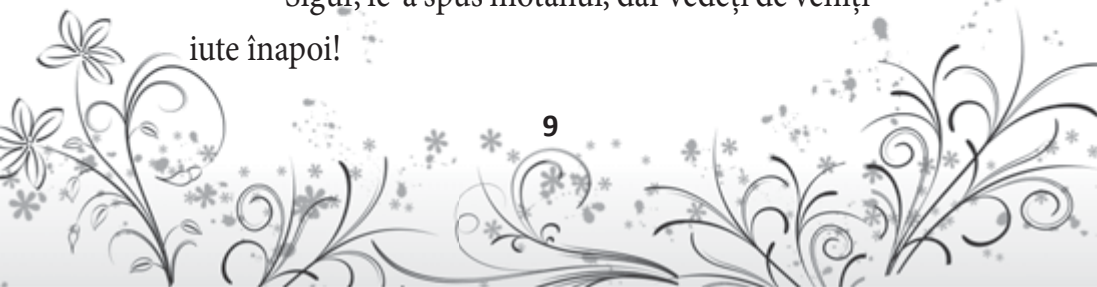 Sigur, le-a spus motanul, dar vedeți de veniți
iute înapoi!
9